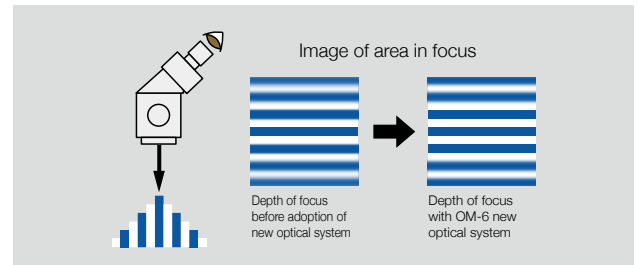 Image of area in focus
Depth of focus
before adoption of
new optical system
Depth of focus
with OM-6 new
optical system